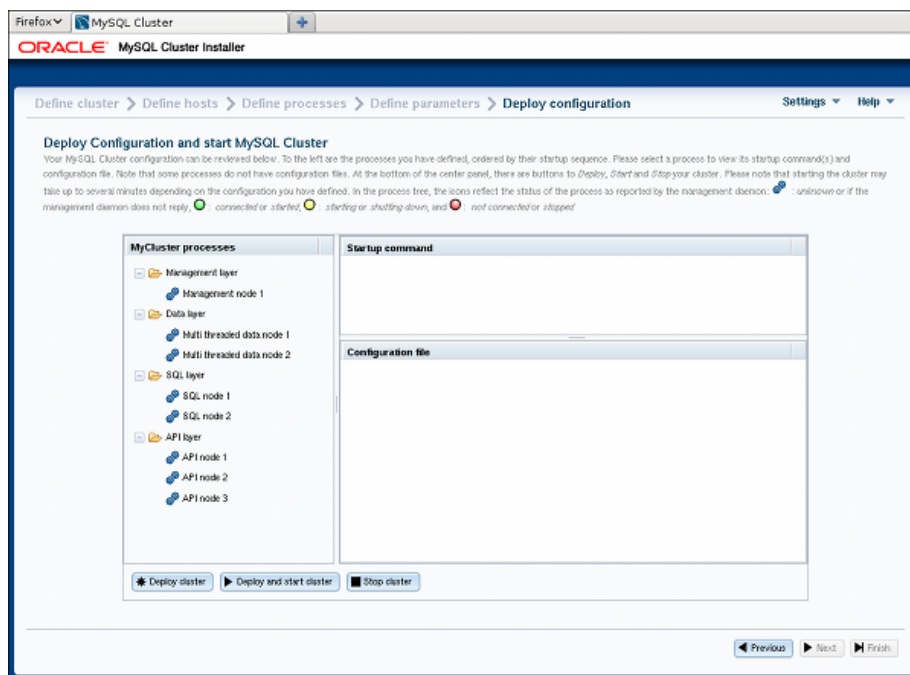 Firefox MySQL Cluster
ORACLE MySQL Cluster Installer
Define cluster > Define hosts > Define processes > Define parameters > Deploy configuration Settings Help
Deploy Configuration and start MySQL Cluster
Your MySQL Cluster configuration can be reviewed below. To the left are the processes you have defined, ordered by their startup sequence. Please select a process to view its startup command(s) and
configuration file. Note that some processes do not have configuration files. At the bottom of the center panel, there are buttons to Deploy, Start and Stop your cluster. Please note that starting the cluster may
take up to several minutes depending on the configuration you have defined. In the process tree, the icons reflect the status of the process as reported by the management daemon: : unknown or if the
management daemon does not reply, : connected or started, : starting or shutting down, and : not connected or stopped
MyCluster processes
Management layer
Management node 1
Data layer
Multi threaded data node 1
Multi threaded data node 2
SQL layer
SQL node 1
SQL node 2
API layer
API node 1
API node 2
API node 3
Startup command
Configuration file
Deploy cluster Deploy and start cluster Stop cluster
Previous Next Finish